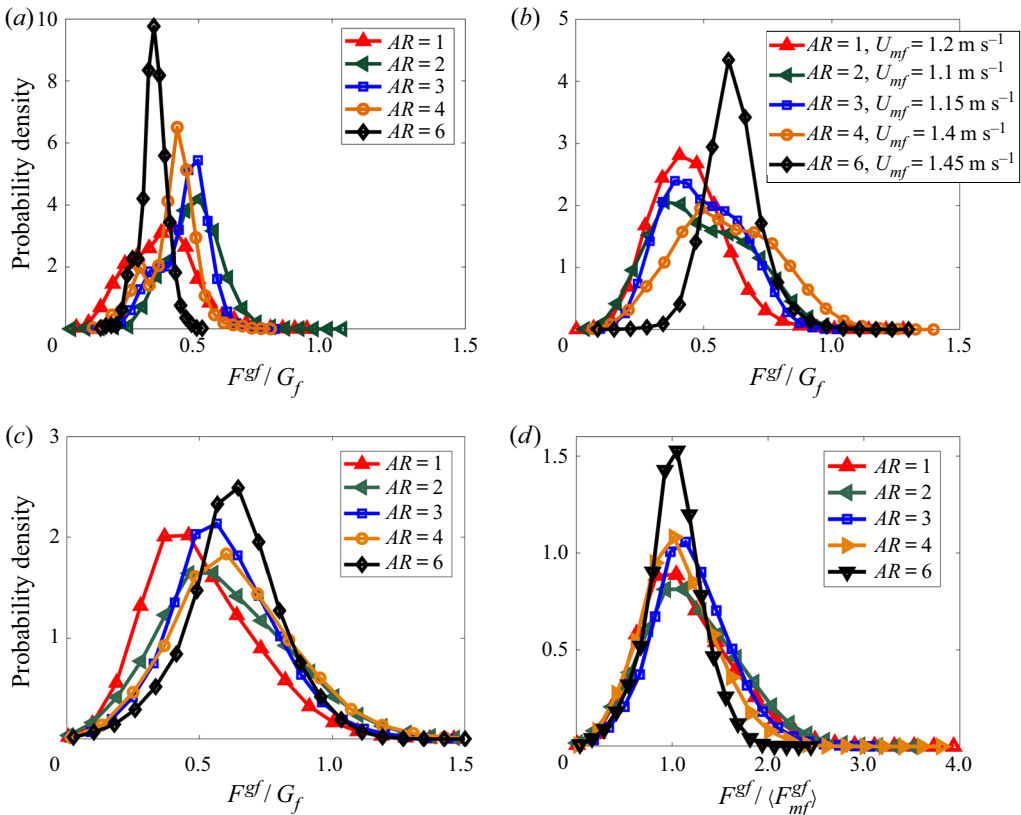 (a)
10
8
6
4
2
0
0.5
1.0
1.5
Probability density
F^gf / G_f
AR = 1
AR = 2
AR = 3
AR = 4
AR = 6
(b)
5
4
3
2
1
0
0.5
1.0
1.5
F^gf / G_f
AR = 1, U_mf = 1.2 m s^−1
AR = 2, U_mf = 1.1 m s^−1
AR = 3, U_mf = 1.15 m s^−1
AR = 4, U_mf = 1.4 m s^−1
AR = 6, U_mf = 1.45 m s^−1
(c)
3
2
1
0
0.5
1.0
1.5
Probability density
F^gf / G_f
AR = 1
AR = 2
AR = 3
AR = 4
AR = 6
(d)
1.5
1.0
0.5
0
1.0
2.0
3.0
4.0
F^gf / ⟨F_mf^gf⟩
AR = 1
AR = 2
AR = 3
AR = 4
AR = 6